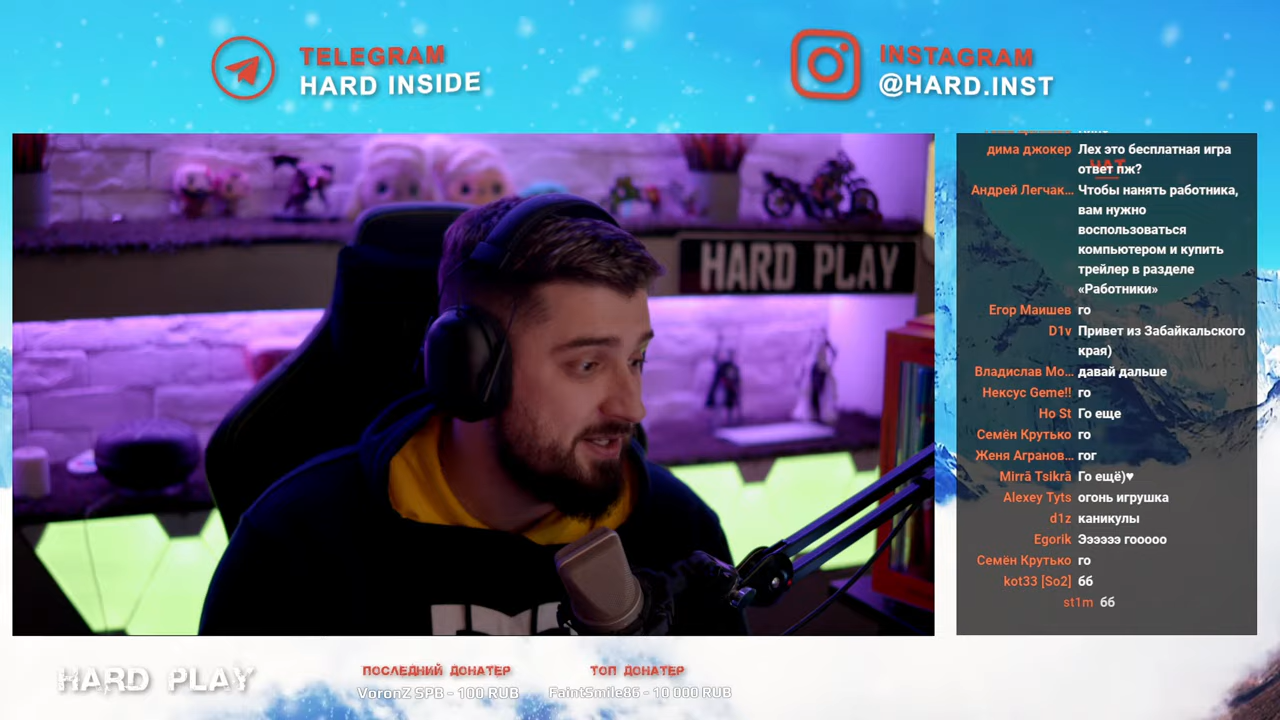 TELEGRAM
HARD INSIDE
INSTAGRAM
@HARD.INST
HARD PLAY
ЧАТ
дима джокер Лех это бесплатная игра
ответ пж?
Андрей Легчак... Чтобы нанять работника,
вам нужно
воспользоваться
компьютером и купить
трейлер в разделе
«Работники»
Егор Маишев го
D1v Привет из Забайкальского
края)
Владислав Мо... давай дальше
Нексус Geme!! го
Ho St Го еще
Семён Крутько го
Женя Агранов... гог
Mirrā Tsikrā Го ещё)♥
Alexey Tyts огонь игрушка
d1z каникулы
Egorik Ээээээ гооооо
Семён Крутько го
kot33 [So2] бб
st1m бб
HARD PLAY
ПОСЛЕДНИЙ ДОНАТЕР
VoronZ SPB - 100 RUB
ТОП ДОНАТЕР
FaintSmile86 - 10 000 RUB